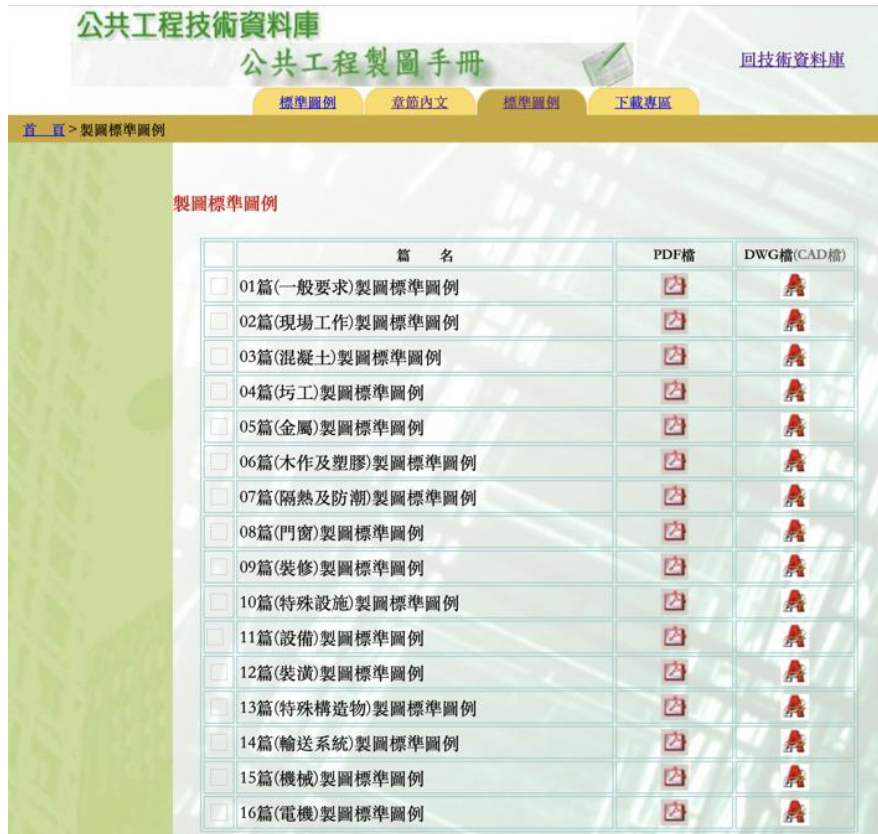 公共工程技術資料庫
公共工程製圖手冊
回技術資料庫
標準圖例 章節內文 標準圖例 下載專區
首 頁 > 製圖標準圖例
製圖標準圖例
篇 名 PDF檔 DWG檔(CAD檔)
01篇(一般要求)製圖標準圖例
02篇(現場工作)製圖標準圖例
03篇(混凝土)製圖標準圖例
04篇(圬工)製圖標準圖例
05篇(金屬)製圖標準圖例
06篇(木作及塑膠)製圖標準圖例
07篇(隔熱及防潮)製圖標準圖例
08篇(門窗)製圖標準圖例
09篇(裝修)製圖標準圖例
10篇(特殊設施)製圖標準圖例
11篇(設備)製圖標準圖例
12篇(裝潢)製圖標準圖例
13篇(特殊構造物)製圖標準圖例
14篇(輸送系統)製圖標準圖例
15篇(機械)製圖標準圖例
16篇(電機)製圖標準圖例